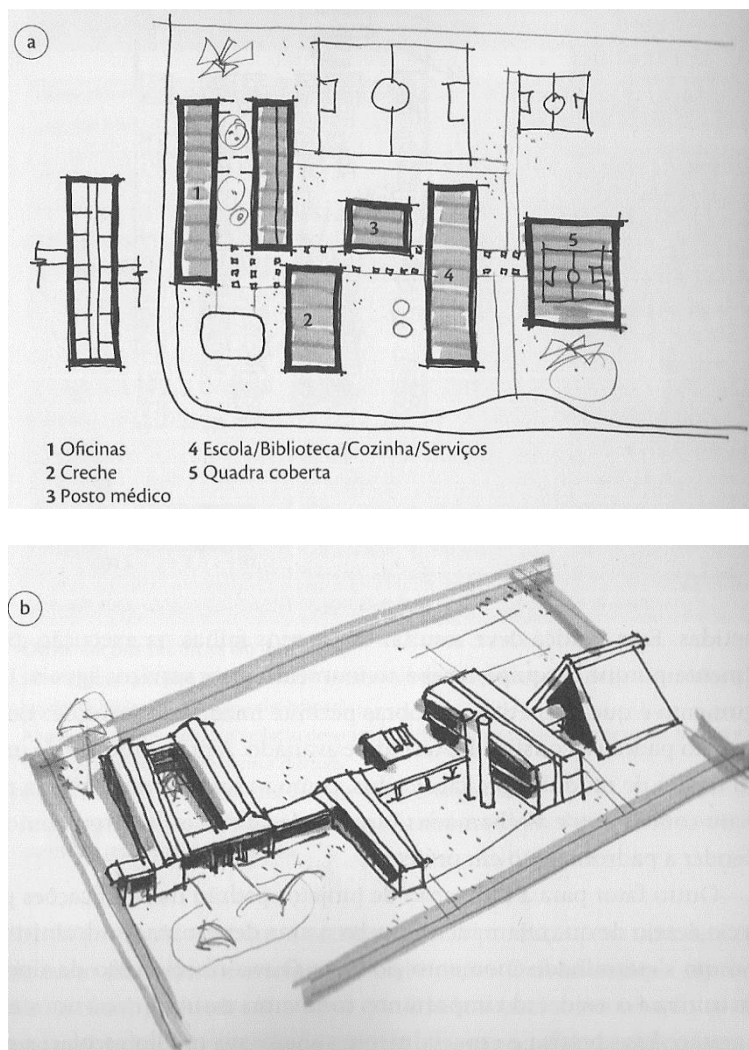 a
1
2
3
4
5
1 Oficinas
2 Creche
3 Posto médico
4 Escola/Biblioteca/Cozinha/Serviços
5 Quadra coberta
b